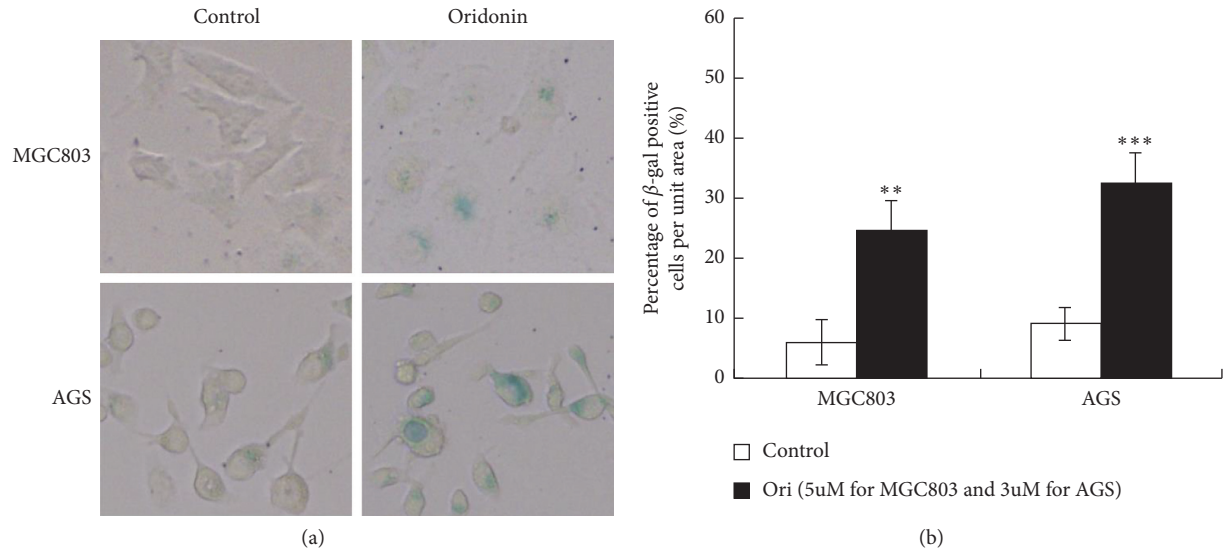 Control
Oridonin
MGC803
AGS
(a)
Percentage of β-gal positive
cells per unit area (%)
60
50
40
30
20
10
0
**
***
MGC803
AGS
Control
Ori (5uM for MGC803 and 3uM for AGS)
(b)